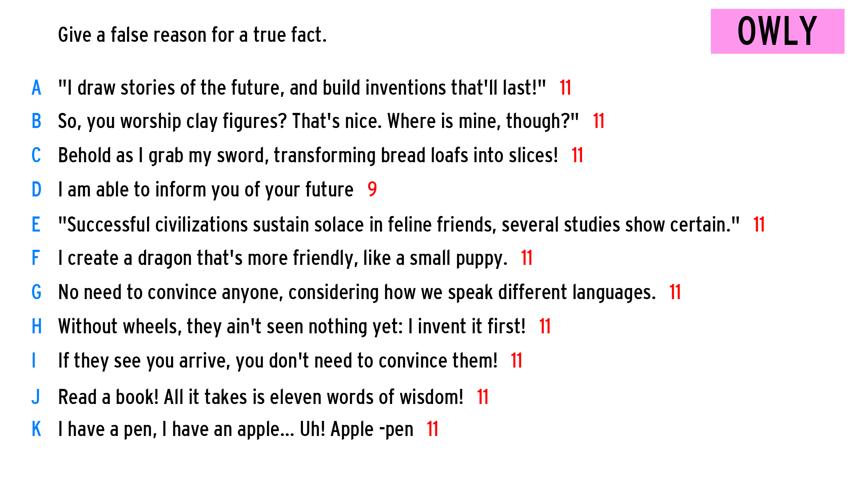 Give a false reason for a true fact.
OWLY
A "I draw stories of the future, and build inventions that'll last!" 11
B So, you worship clay figures? That's nice. Where is mine, though?" 11
C Behold as I grab my sword, transforming bread loafs into slices! 11
D I am able to inform you of your future 9
E "Successful civilizations sustain solace in feline friends, several studies show certain." 11
F I create a dragon that's more friendly, like a small puppy. 11
G No need to convince anyone, considering how we speak different languages. 11
H Without wheels, they ain't seen nothing yet: I invent it first! 11
I If they see you arrive, you don't need to convince them! 11
J Read a book! All it takes is eleven words of wisdom! 11
K I have a pen, I have an apple... Uh! Apple -pen 11